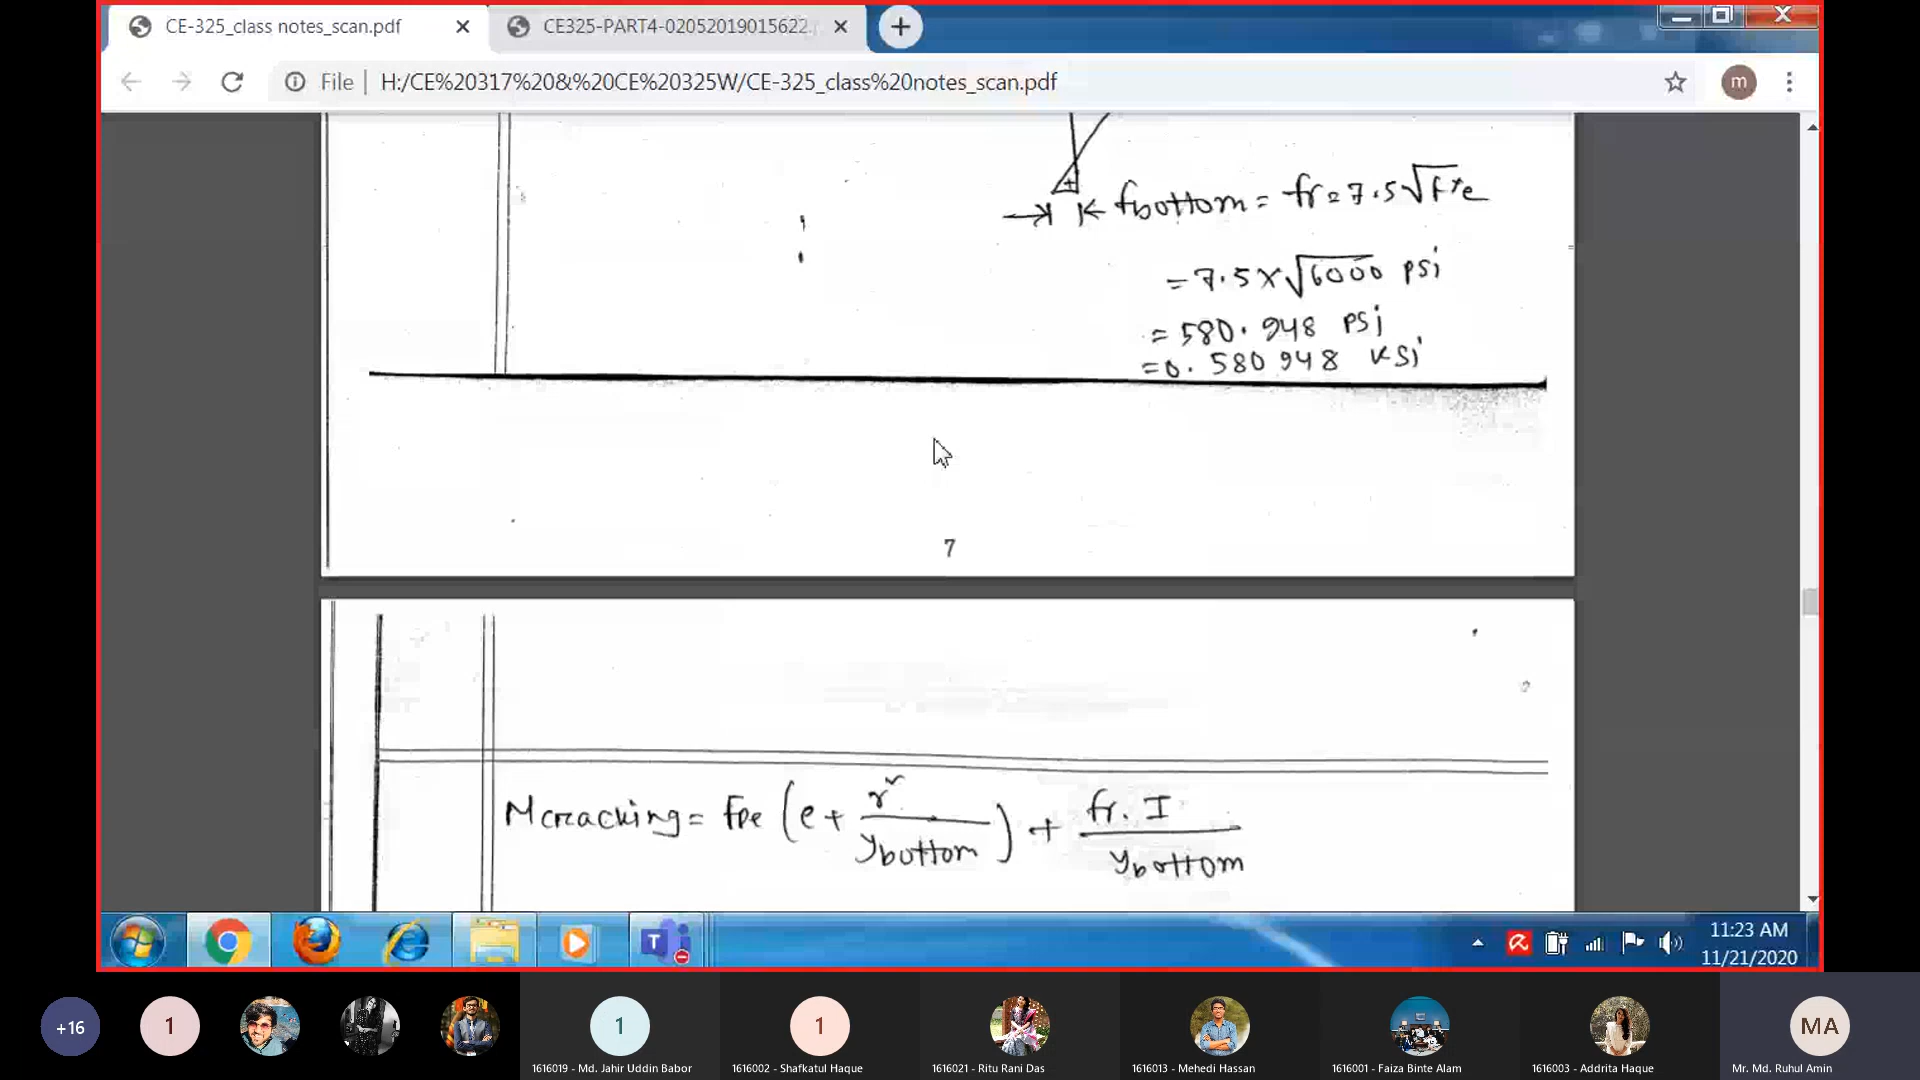 CE-325_class notes_scan.pdf
CE325-PART4-02052019015622.
File
H:/CE%20317%20&%20CE%20325W/CE-325_class%20notes_scan.pdf
m
fbottom = fr = 7.5√f'c
= 7.5 X √6000 psi
= 580.948 psi
= 0.580948 ksi
7
Mcracking = Fpe (e + r² / ybottom) + fr. I / ybottom
T
11:23 AM
11/21/2020
+16
1
1
1
MA
1616019 - Md. Jahir Uddin Babor
1616002 - Shafkatul Haque
1616021 - Ritu Rani Das
1616013 - Mehedi Hassan
1616001 - Faiza Binte Alam
1616003 - Addrita Haque
Mr. Md. Ruhul Amin